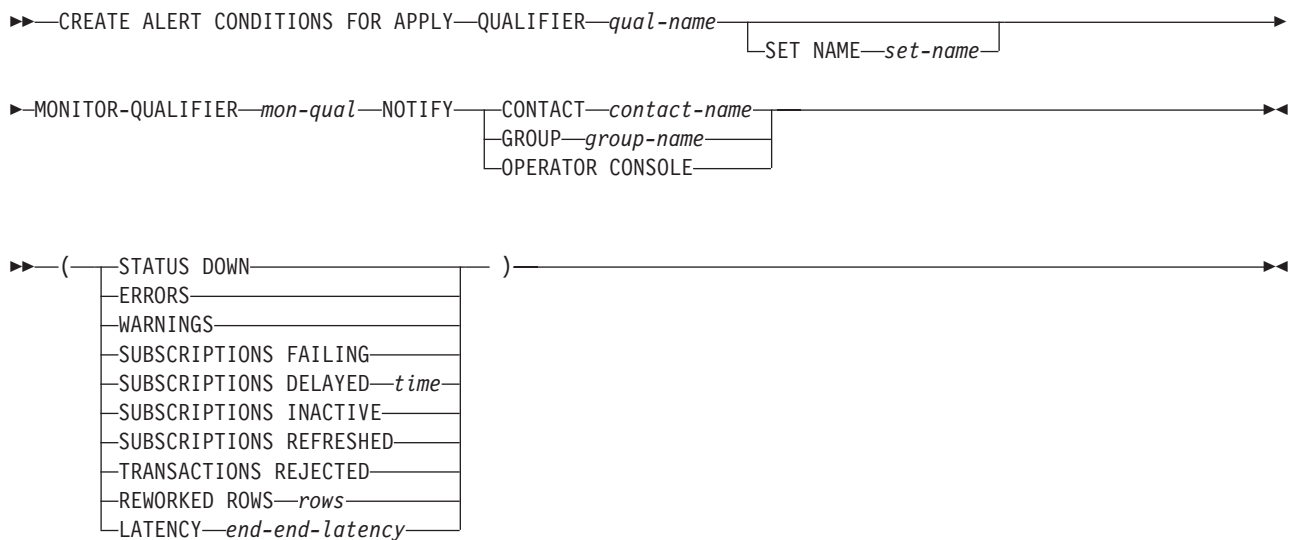 CREATE ALERT CONDITIONS FOR APPLY QUALIFIER qual-name
SET NAME set-name
MONITOR-QUALIFIER mon-qual NOTIFY CONTACT contact-name
GROUP group-name
OPERATOR CONSOLE
( STATUS DOWN )
ERRORS
WARNINGS
SUBSCRIPTIONS FAILING
SUBSCRIPTIONS DELAYED time
SUBSCRIPTIONS INACTIVE
SUBSCRIPTIONS REFRESHED
TRANSACTIONS REJECTED
REWORKED ROWS rows
LATENCY end-end-latency